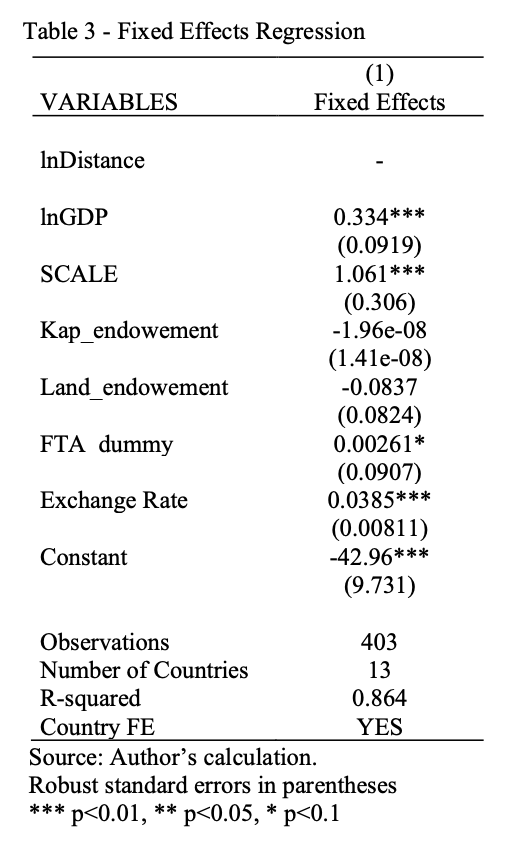 Table 3 - Fixed Effects Regression
(1)
VARIABLES Fixed Effects
lnDistance -
lnGDP 0.334***
(0.0919)
SCALE 1.061***
(0.306)
Kap_endowement -1.96e-08
(1.41e-08)
Land_endowement -0.0837
(0.0824)
FTA dummy 0.00261*
(0.0907)
Exchange Rate 0.0385***
(0.00811)
Constant -42.96***
(9.731)
Observations 403
Number of Countries 13
R-squared 0.864
Country FE YES
Source: Author’s calculation.
Robust standard errors in parentheses
*** p<0.01, ** p<0.05, * p<0.1